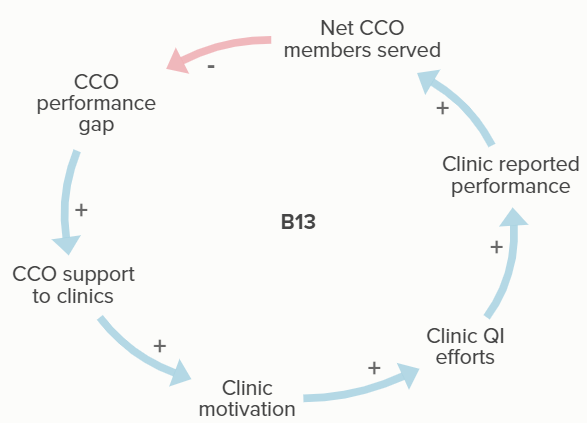 Net CCO
members served
-
CCO
performance
gap
+
Clinic reported
performance
+
B13
+
CCO support
to clinics
+
Clinic QI
efforts
+
+
Clinic
motivation